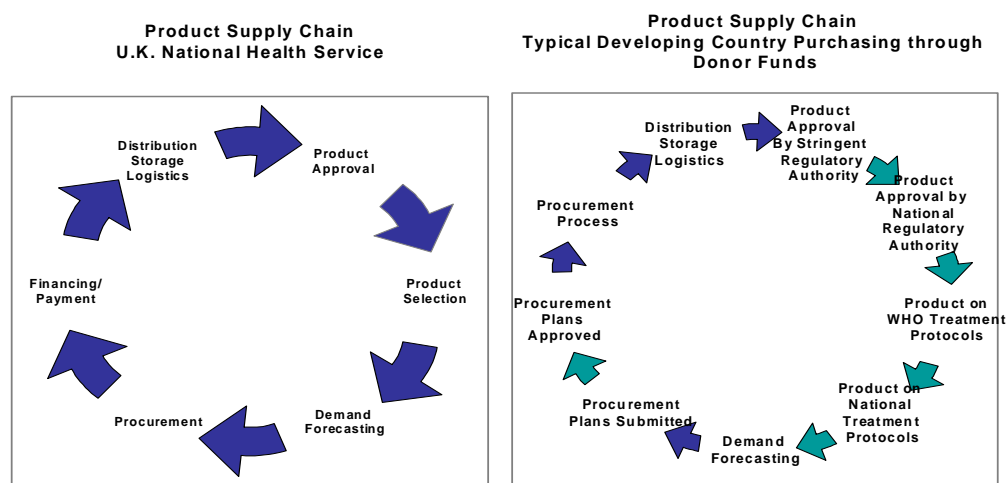 Product Supply Chain
U.K. National Health Service
Distribution
Storage
Logistics
Product
Approval
Product
Selection
Demand
Forecasting
Procurement
Financing/
Payment
Product Supply Chain
Typical Developing Country Purchasing through
Donor Funds
Distribution
Storage
Logistics
Product
Approval
By Stringent
Regulatory
Authority
Product
Approval by
National
Regulatory
Authority
Product on
WHO Treatment
Protocols
Product on
National
Treatment
Protocols
Demand
Forecasting
Procurement
Plans Submitted
Procurement
Plans
Approved
Procurement
Process